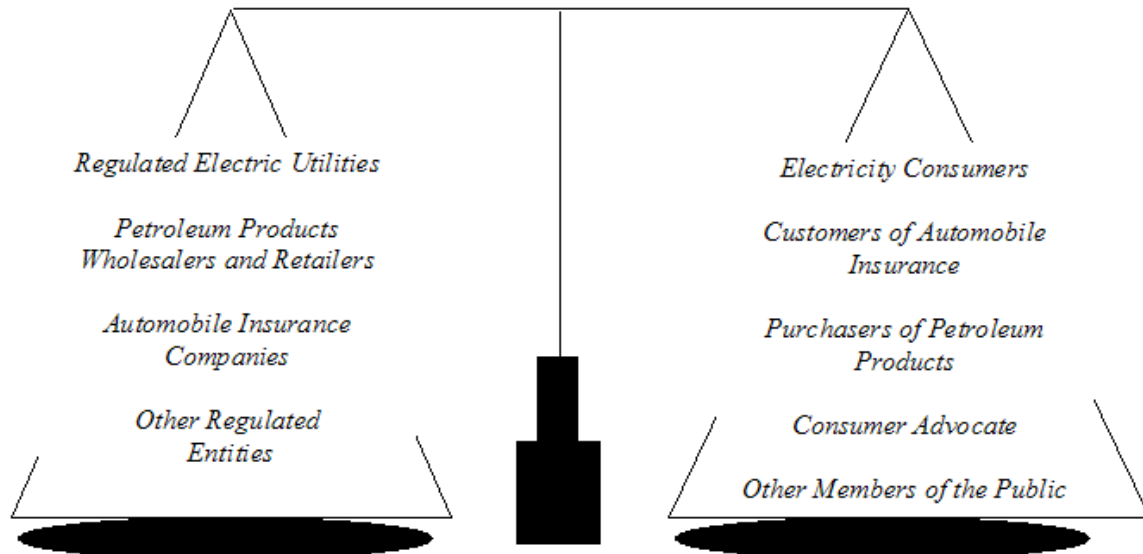 Regulated Electric Utilities
Petroleum Products
Wholesalers and Retailers
Automobile Insurance
Companies
Other Regulated
Entities
Electricity Consumers
Customers of Automobile
Insurance
Purchasers of Petroleum
Products
Consumer Advocate
Other Members of the Public